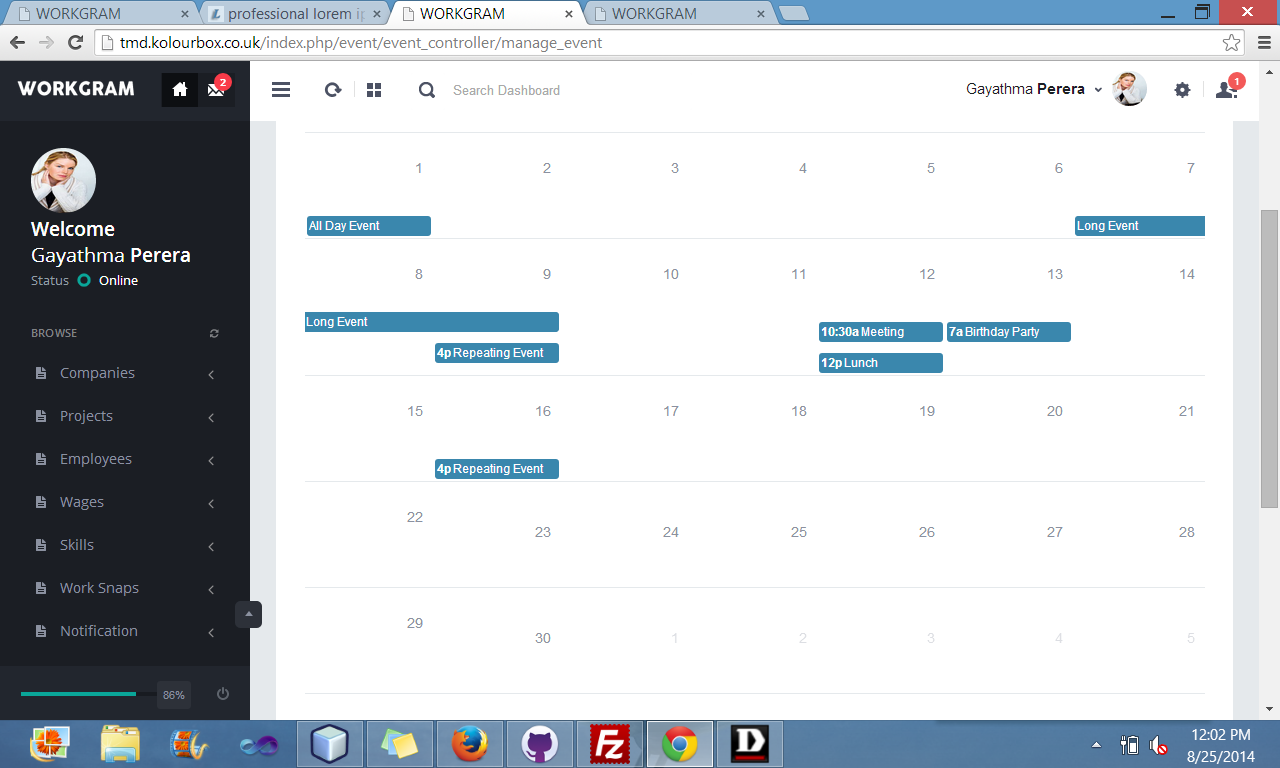 WORKGRAM
professional lorem ip
WORKGRAM
WORKGRAM
tmd.kolourbox.co.uk/index.php/event/event_controller/manage_event
WORKGRAM
2
Search Dashboard
Gayathma Perera
1
Welcome
Gayathma Perera
Status Online
BROWSE
Companies
Projects
Employees
Wages
Skills
Work Snaps
Notification
86%
1 2 3 4 5 6 7
All Day Event
Long Event
8 9 10 11 12 13 14
Long Event
10:30a Meeting
7a Birthday Party
4p Repeating Event
12p Lunch
15 16 17 18 19 20 21
4p Repeating Event
22 23 24 25 26 27 28
29 30 1 2 3 4 5
Fz
D
12:02 PM
8/25/2014